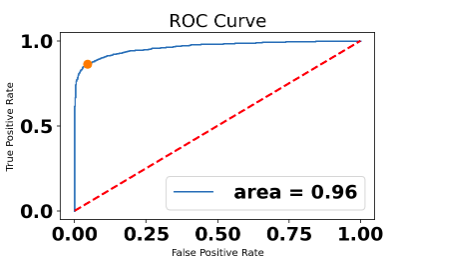 ROC Curve
True Positive Rate
1.0
0.5
0.0
area = 0.96
0.00 0.25 0.50 0.75 1.00
False Positive Rate